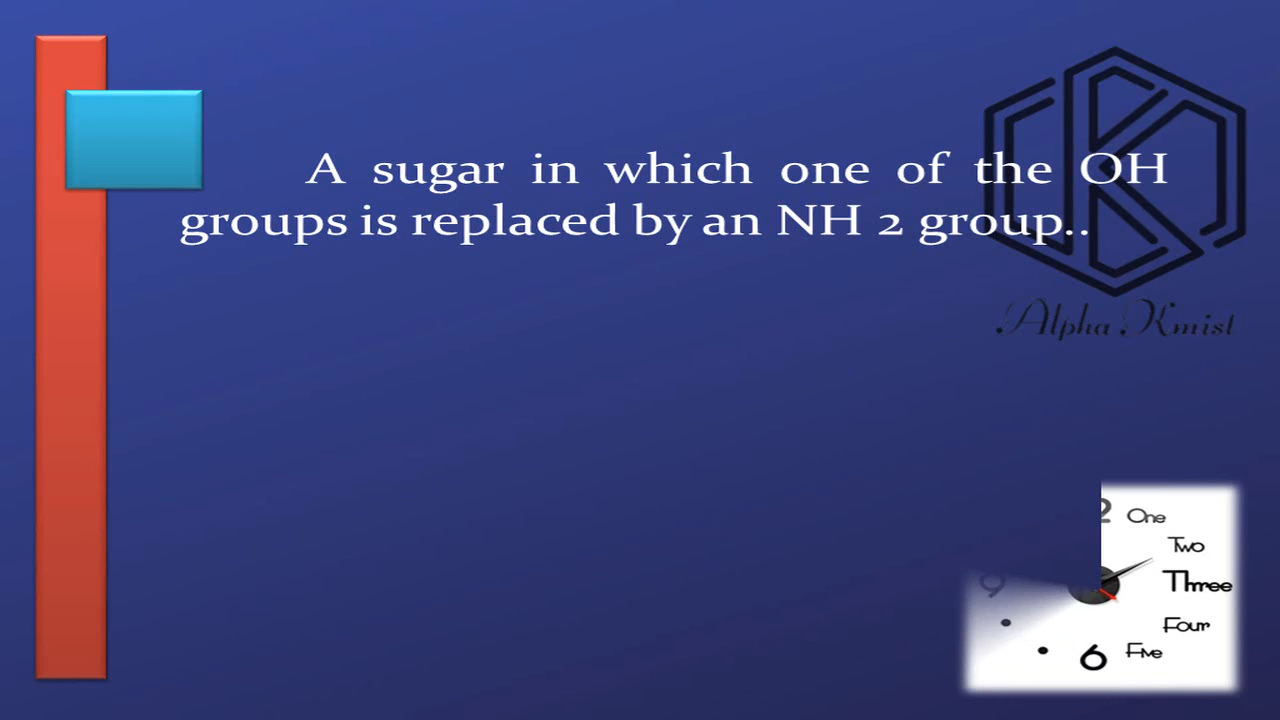 A sugar in which one of the OH
groups is replaced by an NH 2 group..
Alpha Kmist
2 One
Two
9 Three
Four
6 Five